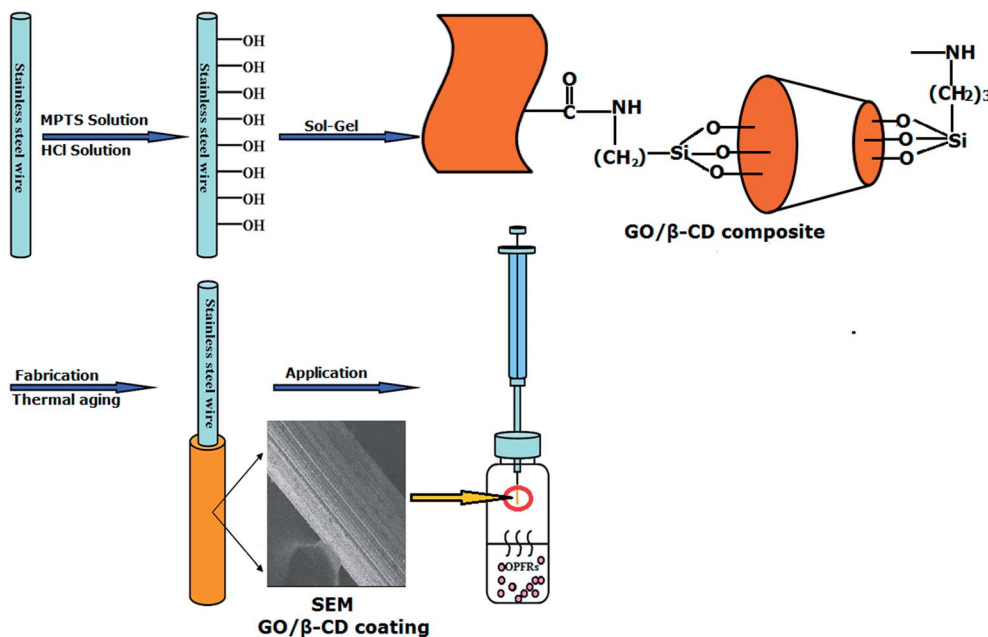 Stainless steel wire
MPTS Solution
HCl Solution
Stainless steel wire
OH
OH
OH
OH
OH
OH
OH
OH
Sol-Gel
O
C
NH
(CH₂)
Si
O
O
O
O
O
O
Si
(CH₂)₃
NH
GO/β-CD composite
Fabrication
Thermal aging
Stainless steel wire
Application
SEM
GO/β-CD coating
OPFRs